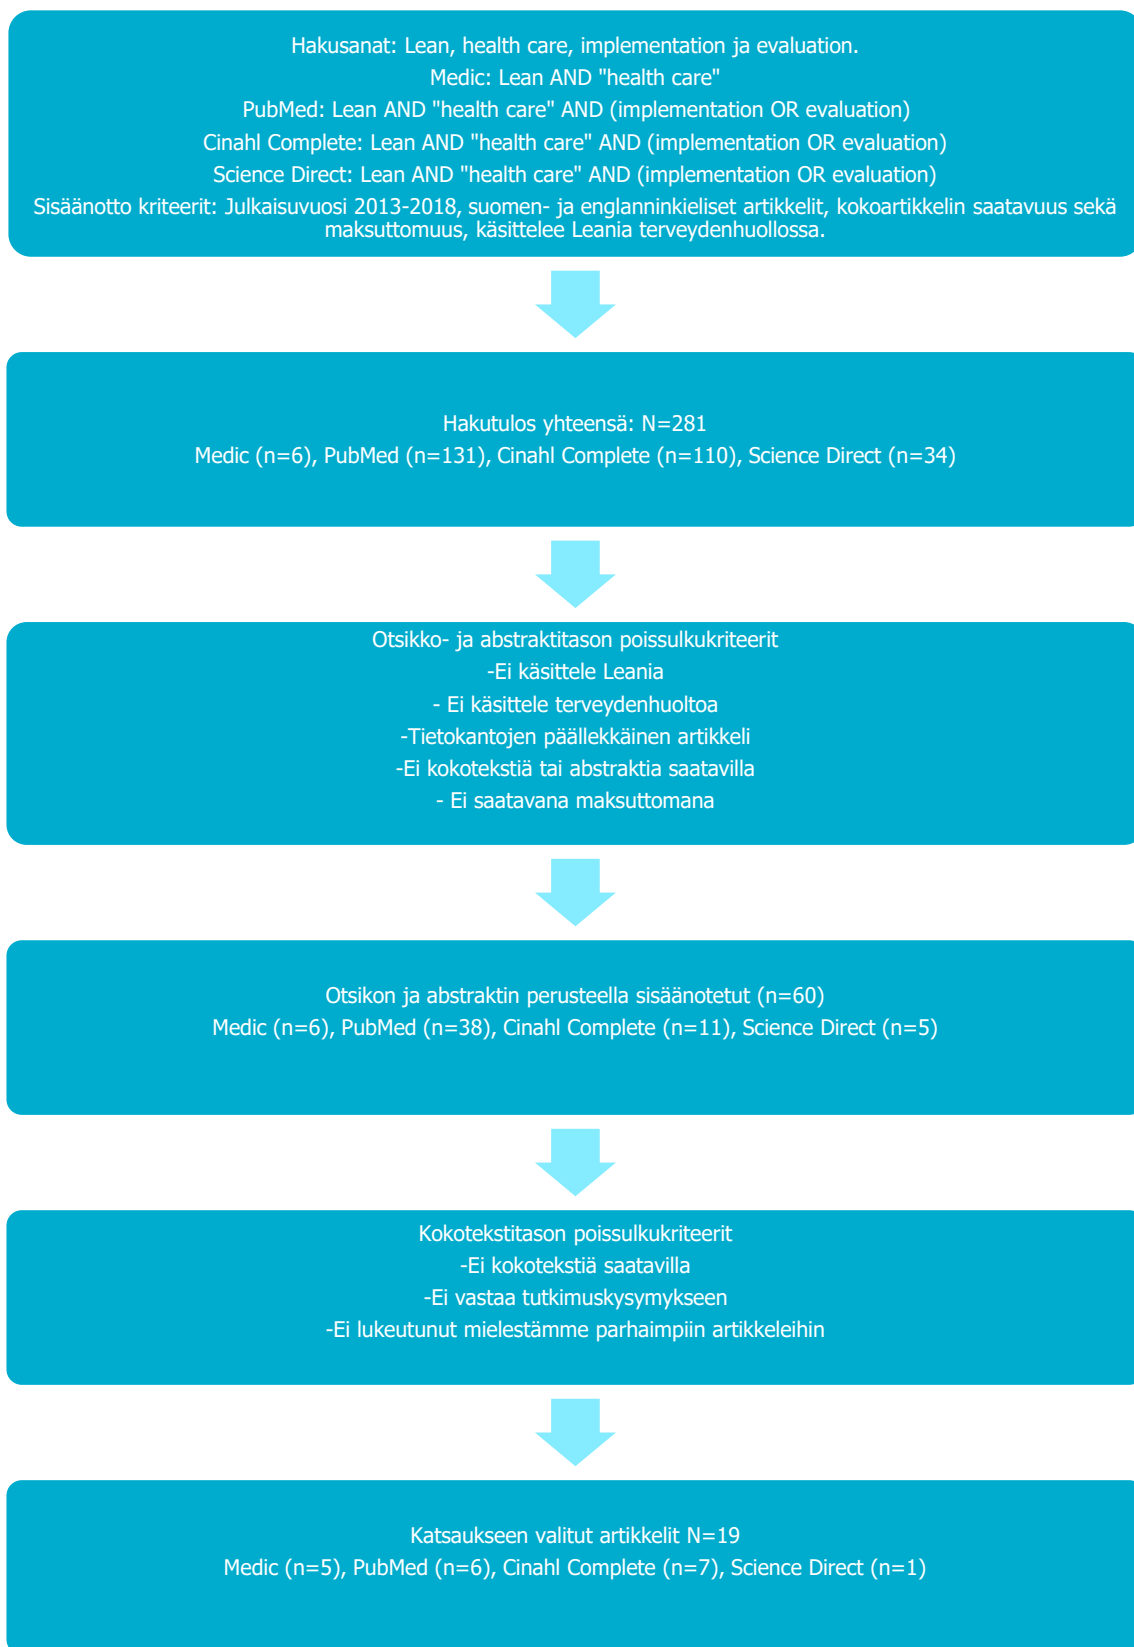 Hakusanat: Lean, health care, implementation ja evaluation.
Medic: Lean AND "health care"
PubMed: Lean AND "health care" AND (implementation OR evaluation)
Cinahl Complete: Lean AND "health care" AND (implementation OR evaluation)
Science Direct: Lean AND "health care" AND (implementation OR evaluation)
Sisäänotto kriteerit: Julkaisuvuosi 2013-2018, suomen- ja englanninkieliset artikkelit, kokoartikkelin saatavuus sekä
maksuttomuus, käsittelee Leania terveydenhuollossa.
Hakutulos yhteensä: N=281
Medic (n=6), PubMed (n=131), Cinahl Complete (n=110), Science Direct (n=34)
Otsikko- ja abstraktitason poissulkukriteerit
-Ei käsittele Leania
- Ei käsittele terveydenhuoltoa
-Tietokantojen päällekkäinen artikkeli
-Ei kokotekstiä tai abstraktia saatavilla
- Ei saatavana maksuttomana
Otsikon ja abstraktin perusteella sisäänotetut (n=60)
Medic (n=6), PubMed (n=38), Cinahl Complete (n=11), Science Direct (n=5)
Kokotekstitason poissulkukriteerit
-Ei kokotekstiä saatavilla
-Ei vastaa tutkimuskysymykseen
-Ei lukeutunut mielestämme parhaimpiin artikkeleihin
Katsaukseen valitut artikkelit N=19
Medic (n=5), PubMed (n=6), Cinahl Complete (n=7), Science Direct (n=1)